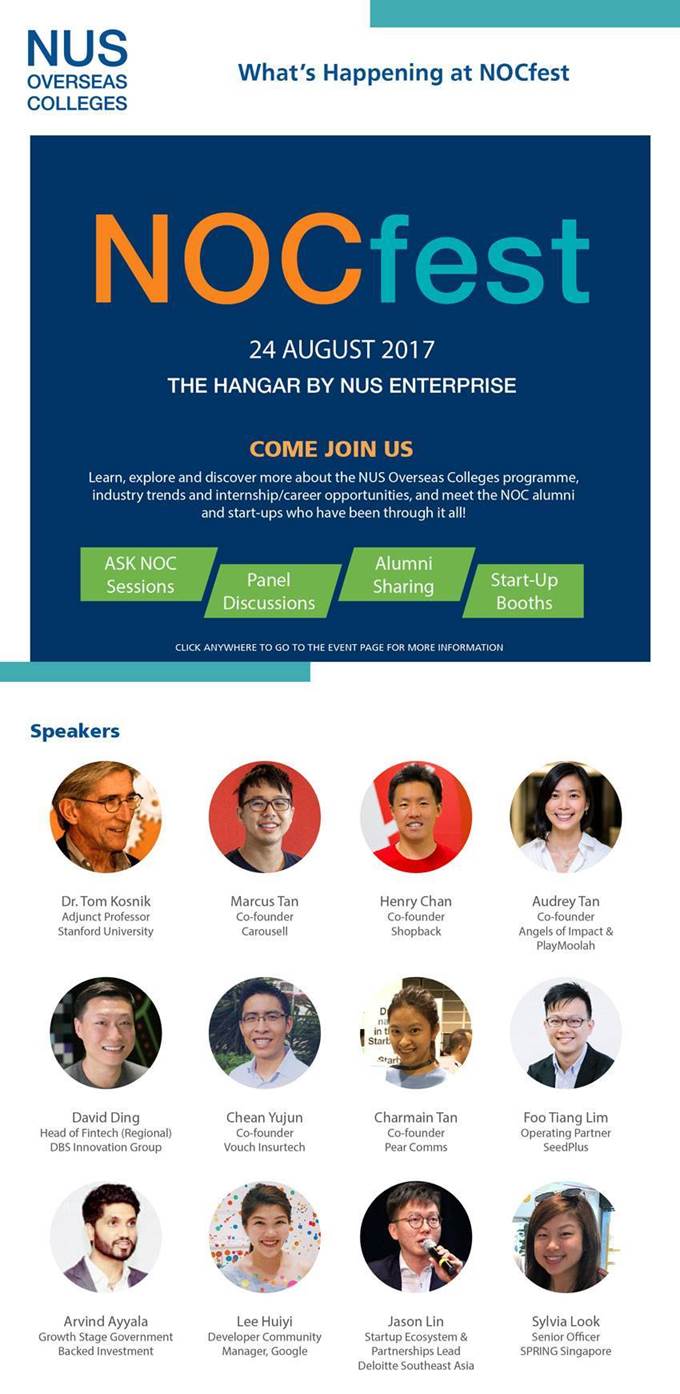 NUS
OVERSEAS
COLLEGES
What's Happening at NOCfest
NOCfest
24 AUGUST 2017
THE HANGAR BY NUS ENTERPRISE
COME JOIN US
Learn, explore and discover more about the NUS Overseas Colleges programme,
industry trends and internship/career opportunities, and meet the NOC alumni
and start-ups who have been through it all!
ASK NOC
Sessions
Panel
Discussions
Alumni
Sharing
Start-Up
Booths
CLICK ANYWHERE TO GO TO THE EVENT PAGE FOR MORE INFORMATION
Speakers
Dr. Tom Kosnik
Adjunct Professor
Stanford University
Marcus Tan
Co-founder
Carousell
Henry Chan
Co-founder
Shopback
Audrey Tan
Co-founder
Angels of Impact &
PlayMoolah
David Ding
Head of Fintech (Regional)
DBS Innovation Group
Chean Yujun
Co-founder
Vouch Insurtech
Charmain Tan
Co-founder
Pear Comms
Foo Tiang Lim
Operating Partner
SeedPlus
Arvind Ayyala
Growth Stage Government
Backed Investment
Lee Huiyi
Developer Community
Manager, Google
Jason Lin
Startup Ecosystem &
Partnerships Lead
Deloitte Southeast Asia
Sylvia Look
Senior Officer
SPRING Singapore